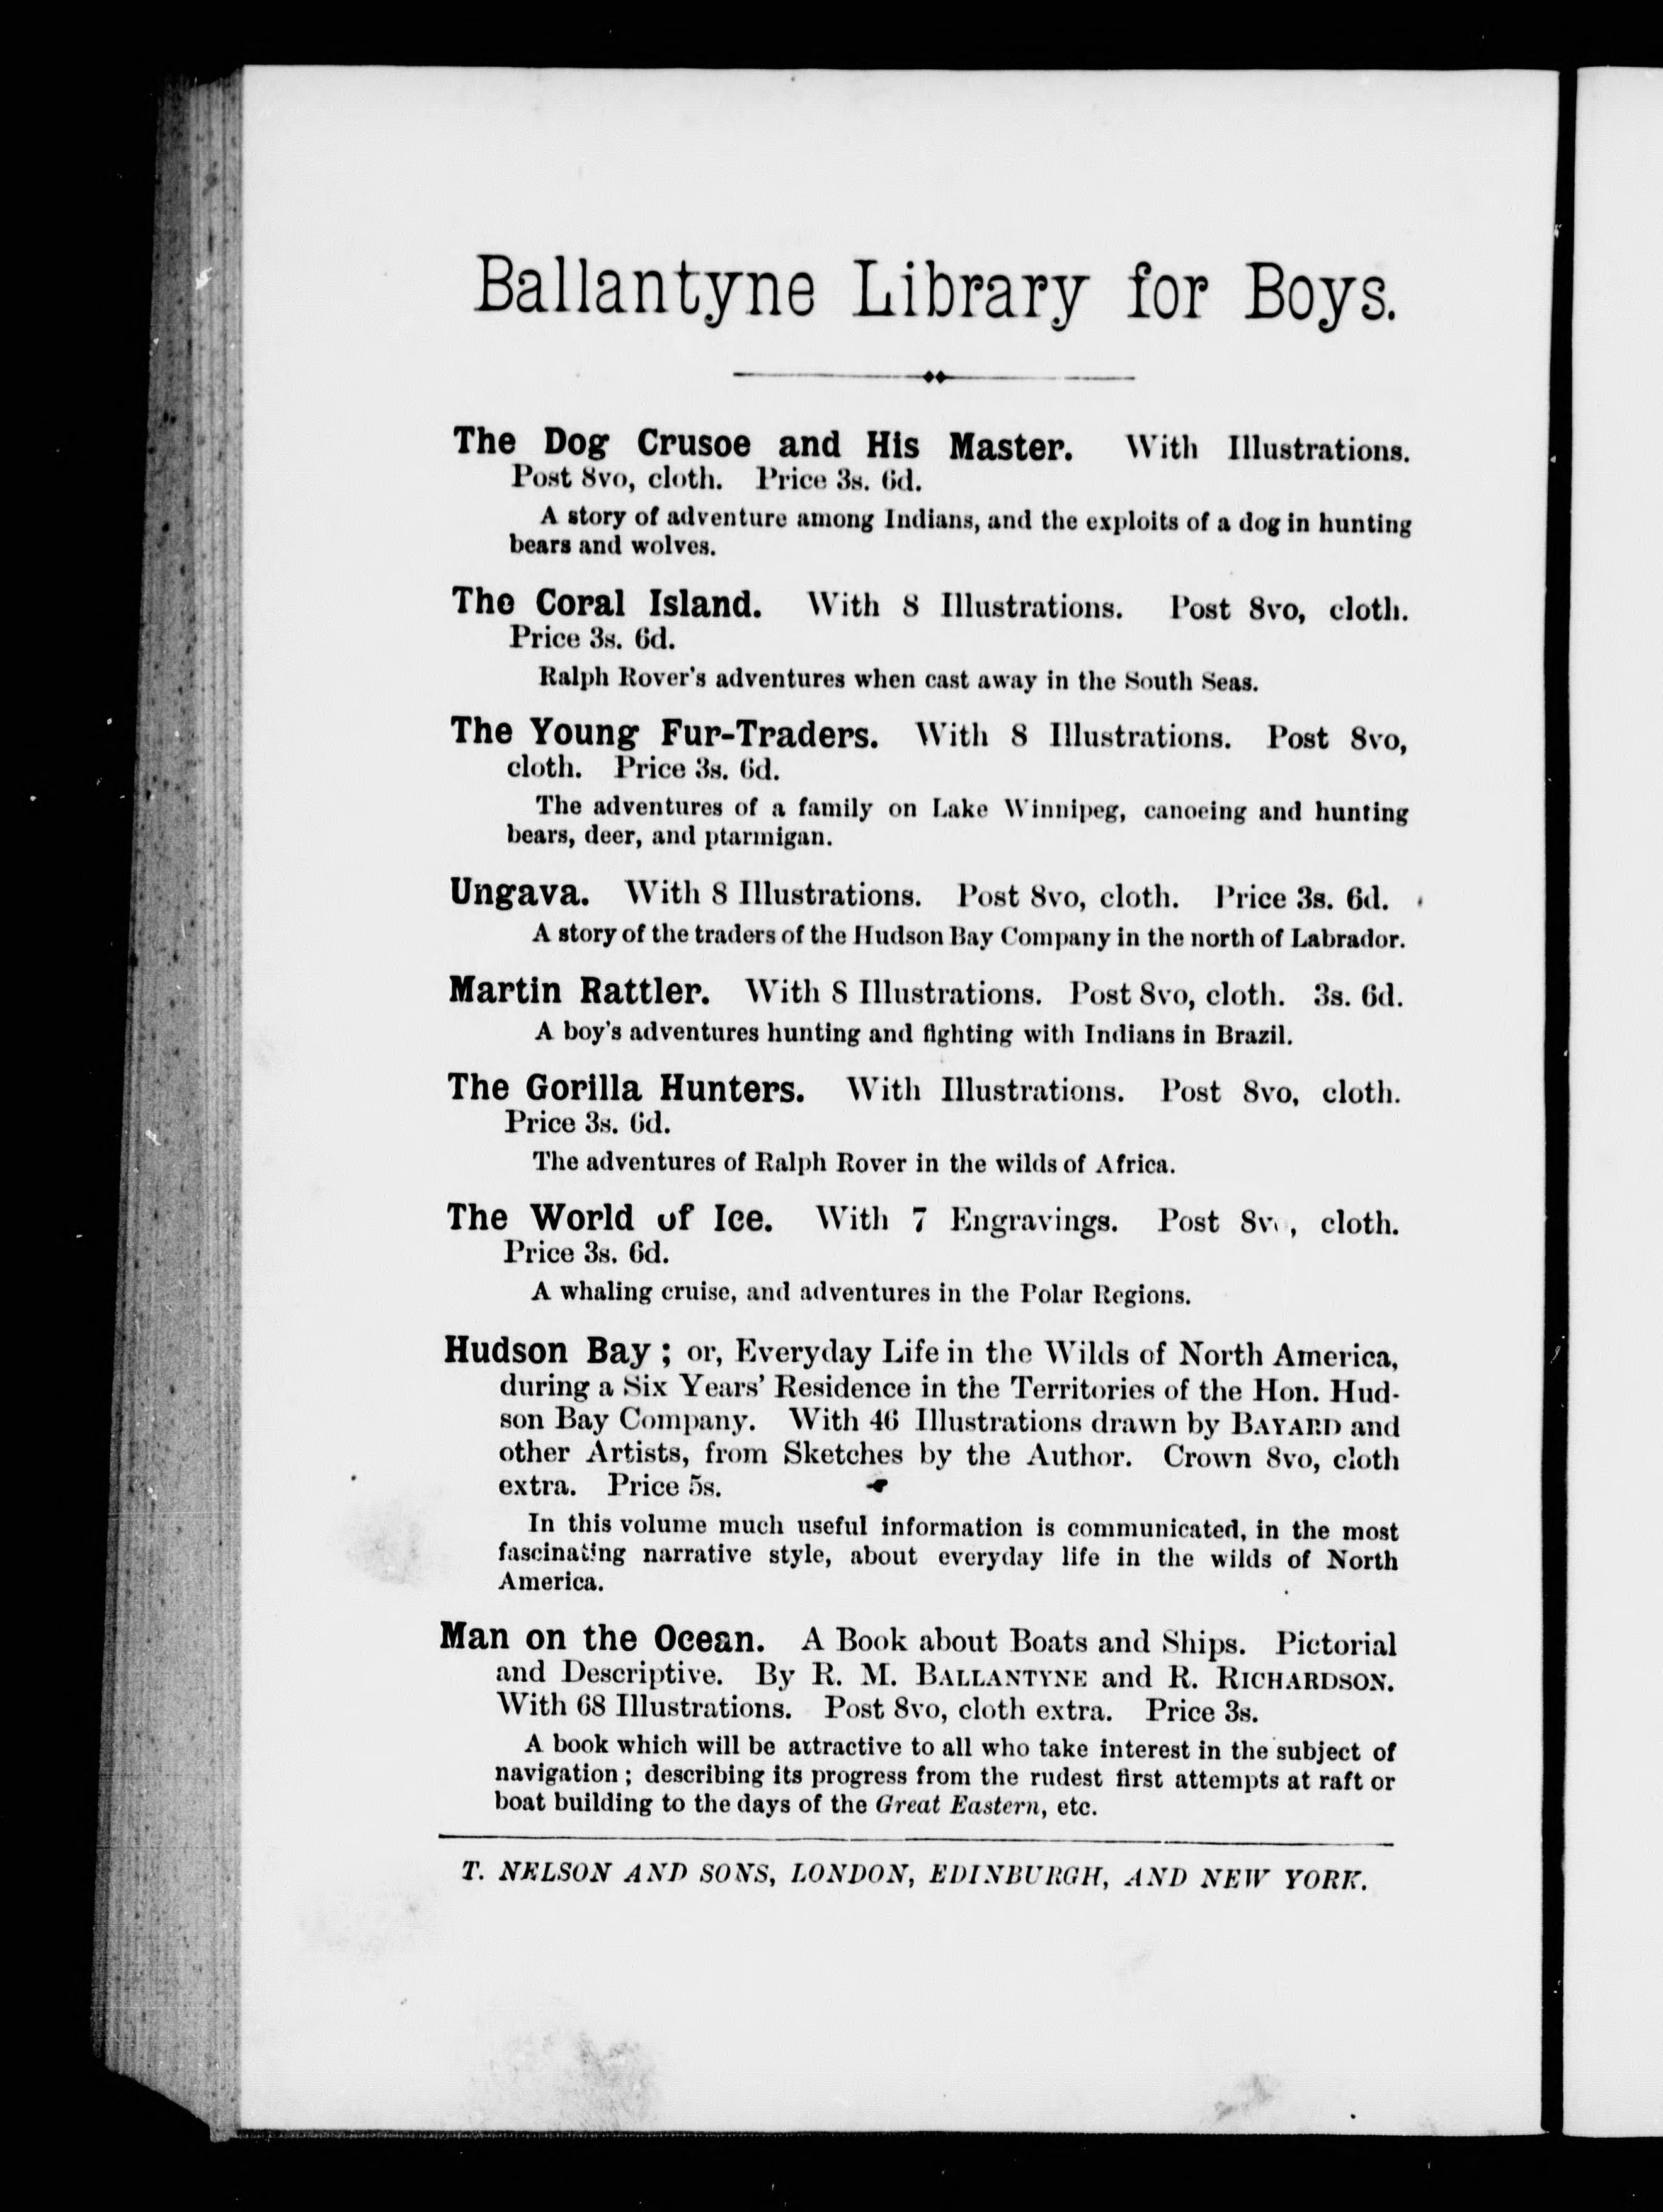 Ballantyne Library for Boys.
The Dog Crusoe and His Master. With Illustrations.
Post 8vo, cloth. Price 3s. 6d.
A story of adventure among Indians, and the exploits of a dog in hunting
bears and wolves.
The Coral Island. With 8 Illustrations. Post 8vo, cloth.
Price 3s. 6d.
Ralph Rover's adventures when cast away in the South Seas.
The Young Fur-Traders. With 8 Illustrations. Post 8vo,
cloth. Price 3s. 6d.
The adventures of a family on Lake Winnipeg, canoeing and hunting
bears, deer, and ptarmigan.
Ungava. With 8 Illustrations. Post 8vo, cloth. Price 3s. 6d.
A story of the traders of the Hudson Bay Company in the north of Labrador.
Martin Rattler. With 8 Illustrations. Post 8vo, cloth. 3s. 6d.
A boy's adventures hunting and fighting with Indians in Brazil.
The Gorilla Hunters. With Illustrations. Post 8vo, cloth.
Price 3s. 6d.
The adventures of Ralph Rover in the wilds of Africa.
The World of Ice. With 7 Engravings. Post 8vo, cloth.
Price 3s. 6d.
A whaling cruise, and adventures in the Polar Regions.
Hudson Bay; or, Everyday Life in the Wilds of North America,
during a Six Years' Residence in the Territories of the Hon. Hud-
son Bay Company. With 46 Illustrations drawn by BAYARD and
other Artists, from Sketches by the Author. Crown 8vo, cloth
extra. Price 5s.
In this volume much useful information is communicated, in the most
fascinating narrative style, about everyday life in the wilds of North
America.
Man on the Ocean. A Book about Boats and Ships. Pictorial
and Descriptive. By R. M. BALLANTYNE and R. RICHARDSON.
With 68 Illustrations. Post 8vo, cloth extra. Price 3s.
A book which will be attractive to all who take interest in the subject of
navigation; describing its progress from the rudest first attempts at raft or
boat building to the days of the Great Eastern, etc.
T. NELSON AND SONS, LONDON, EDINBURGH, AND NEW YORK.